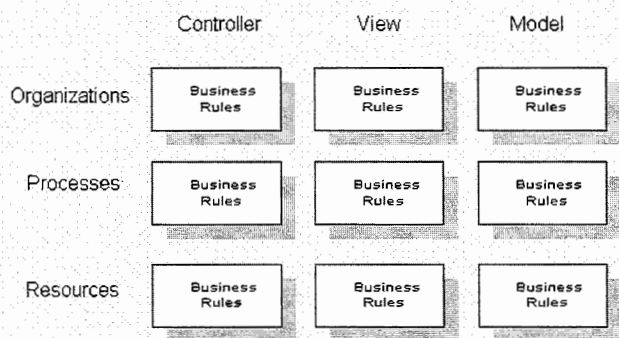 Controller View Model
Organizations
Business Business Business
Rules Rules Rules
Processes
Business Business Business
Rules Rules Rules
Resources
Business Business Business
Rules Rules Rules